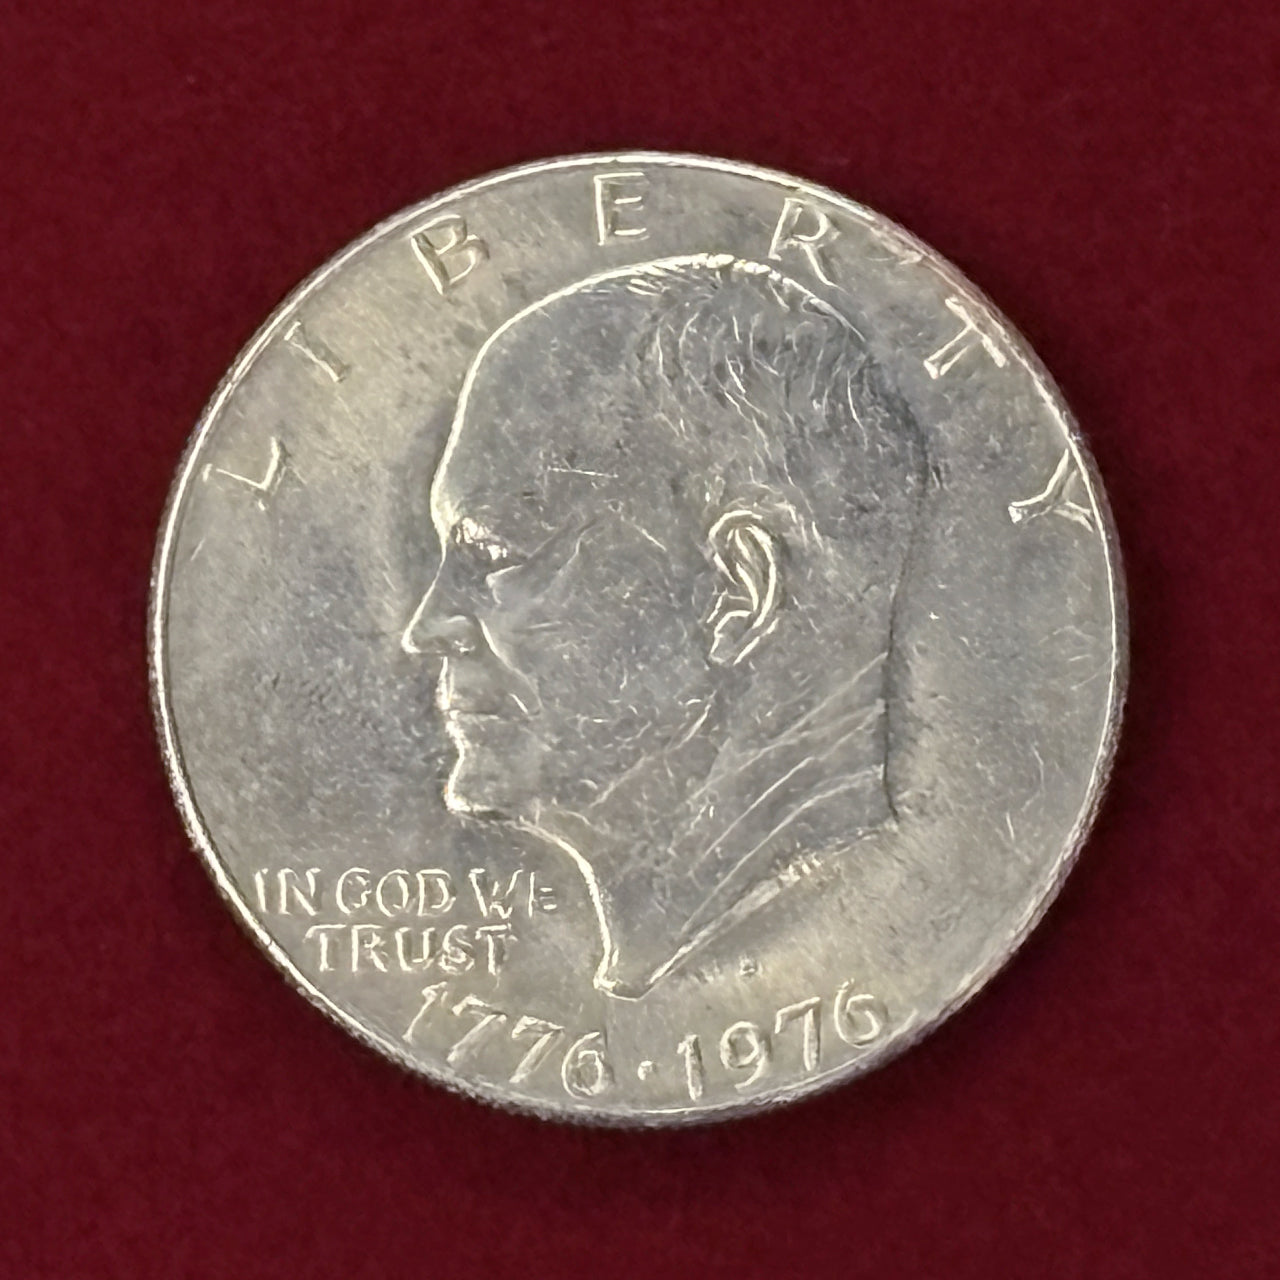 LIBERTY
IN GOD WE
TRUST
1776·1976